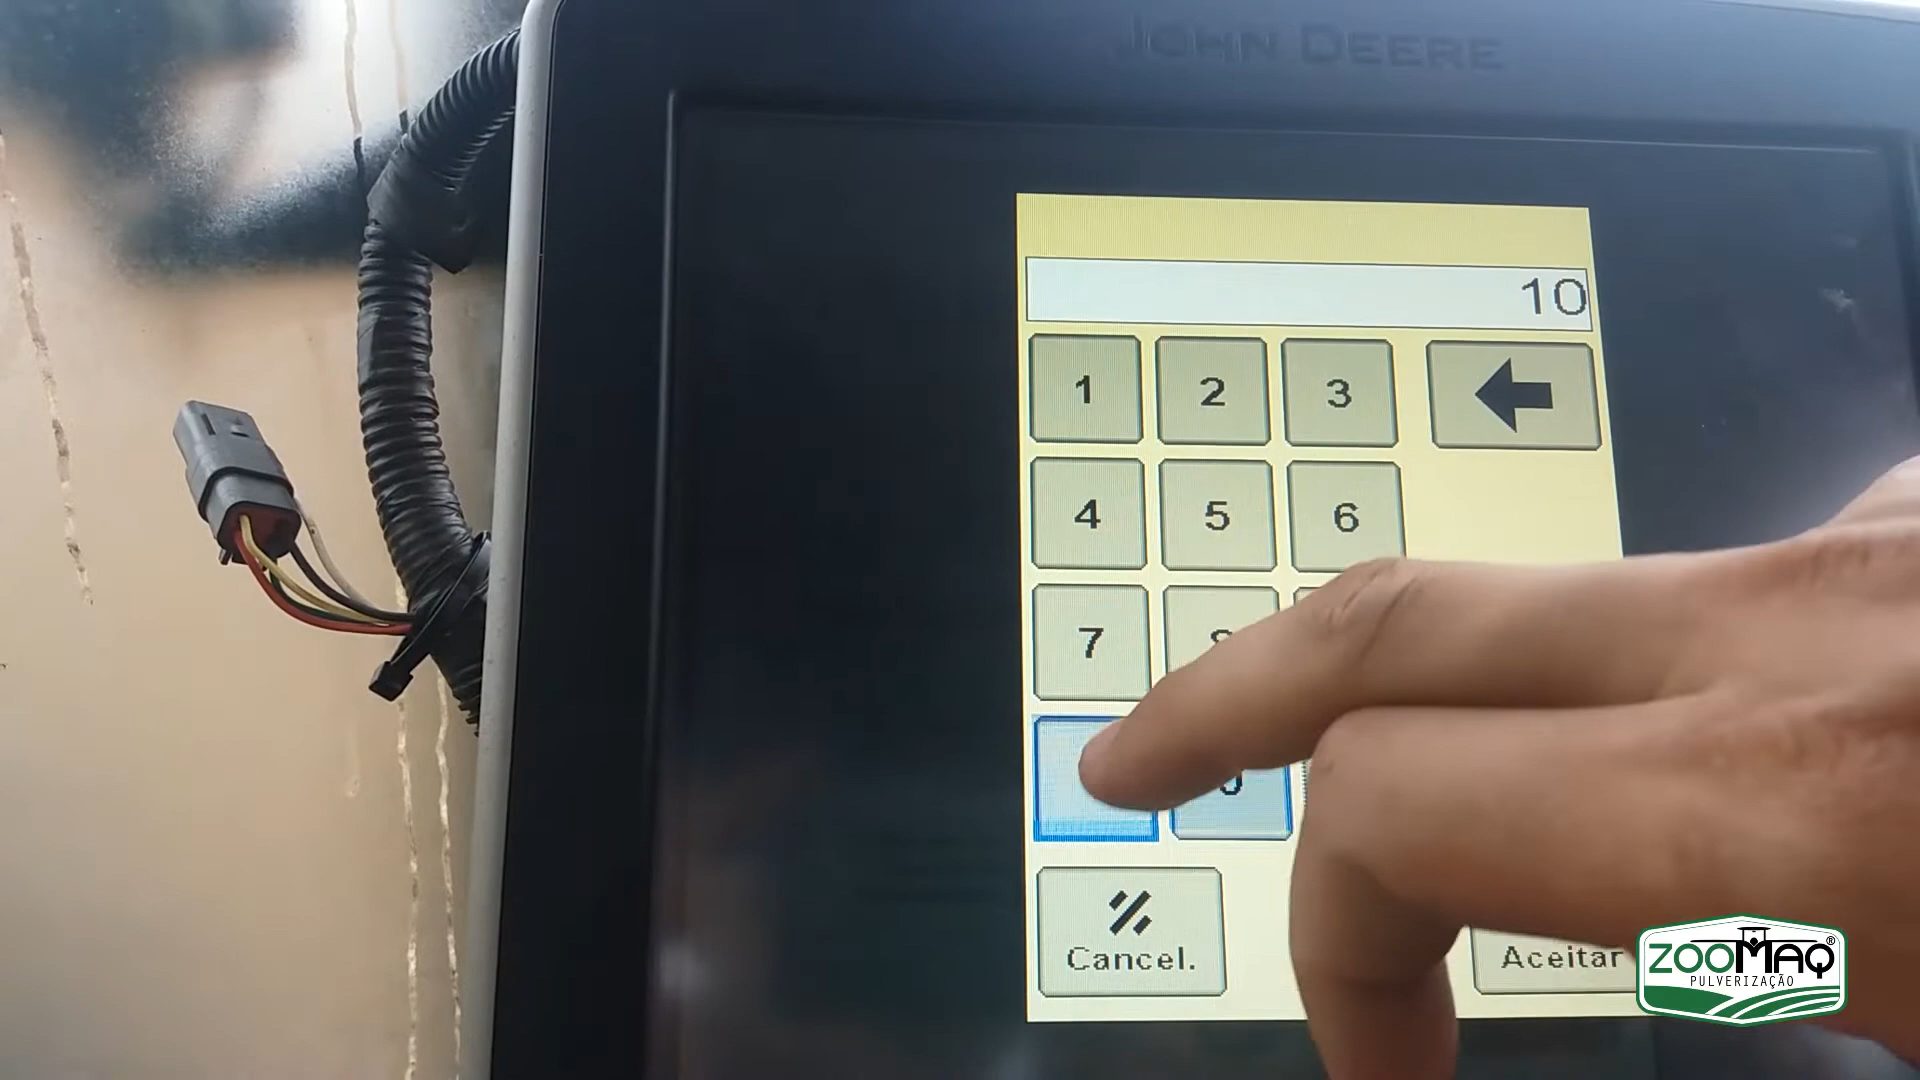 JOHN DEERE
10
1 2 3
4 5 6
7
Cancel.
Aceitar
ZOOMAQ®
PULVERIZAÇÃO